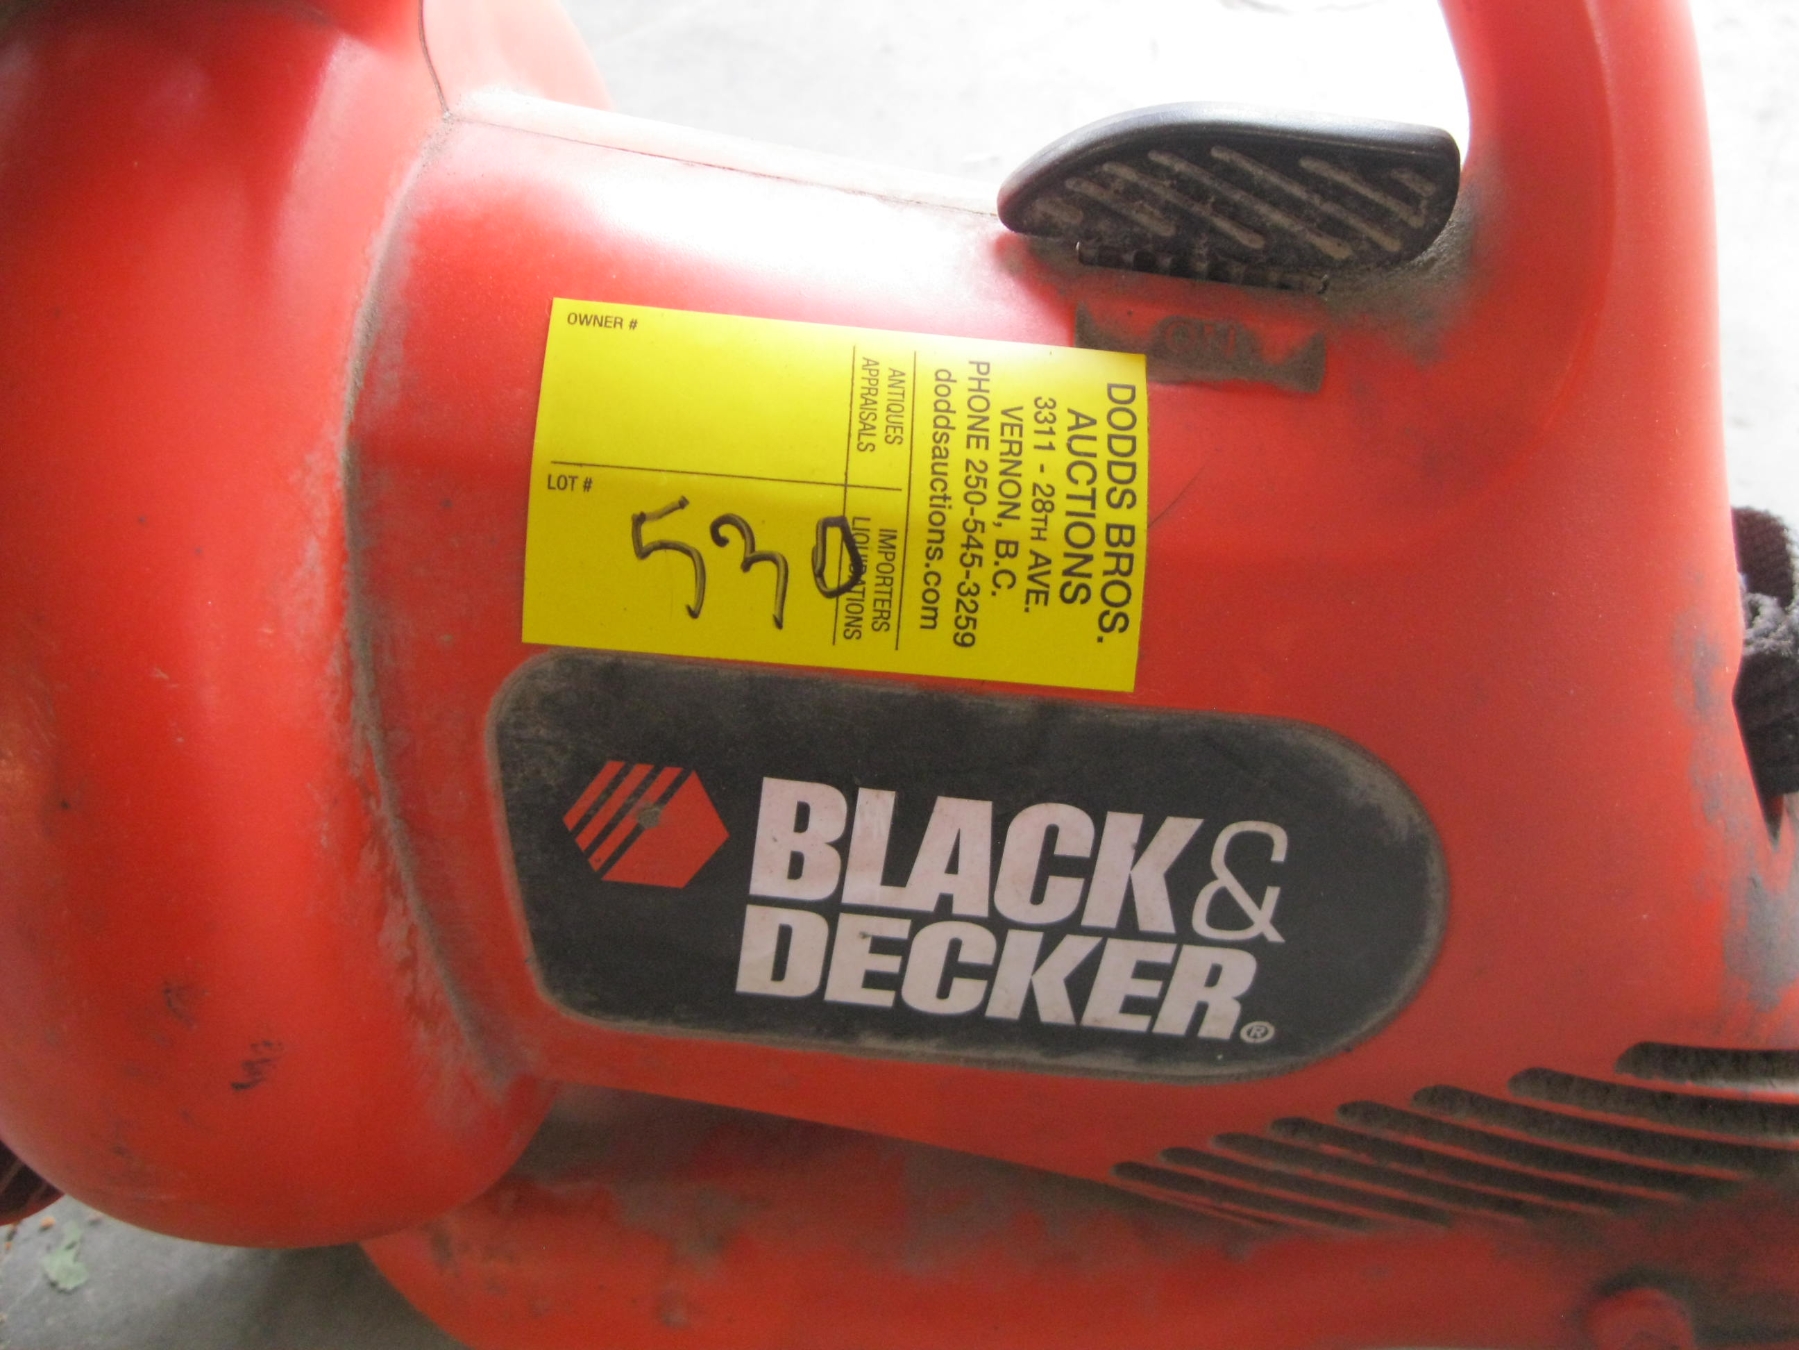 OWNER #
LOT #
530
DODDS BROS.
AUCTIONS
3311 - 28TH AVE.
VERNON, B.C.
PHONE 250-545-3259
doddsauctions.com
ANTIQUES
APPRAISALS
IMPORTERS
LIQUIDATIONS
BLACK &
DECKER®